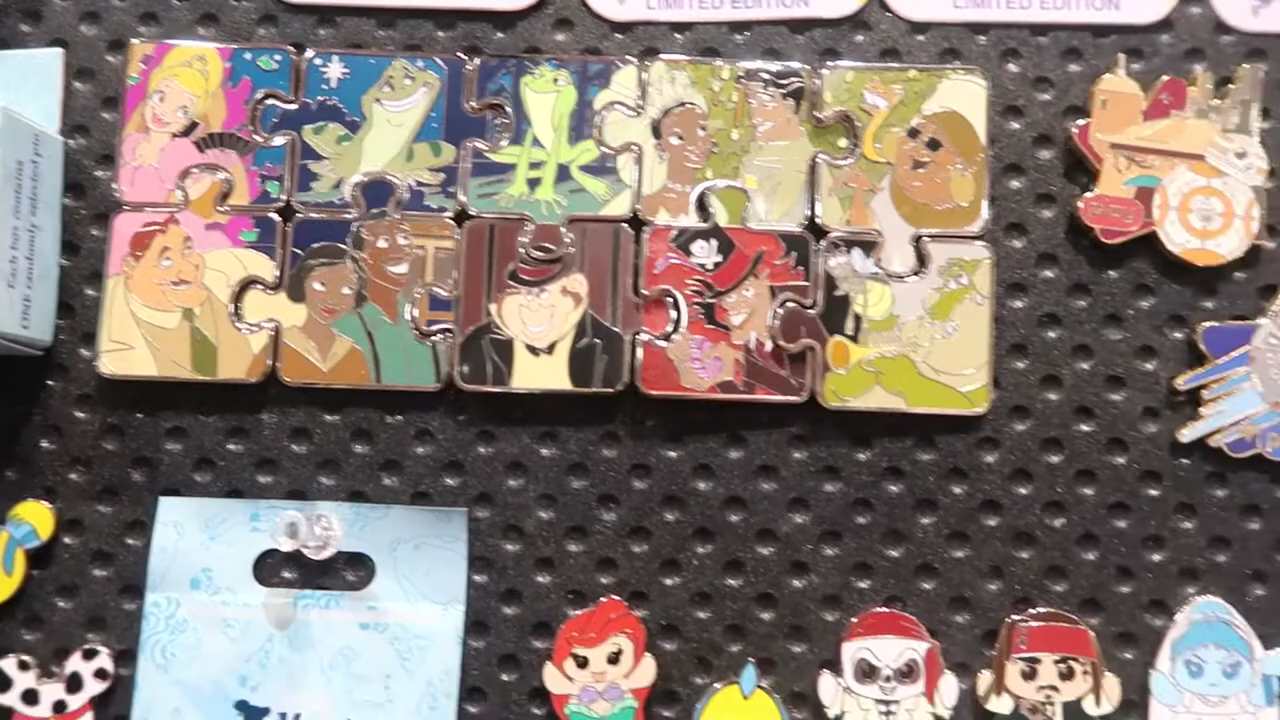 LIMITED EDITION
LIMITED EDITION
Each box contains
ONE randomly selected pin